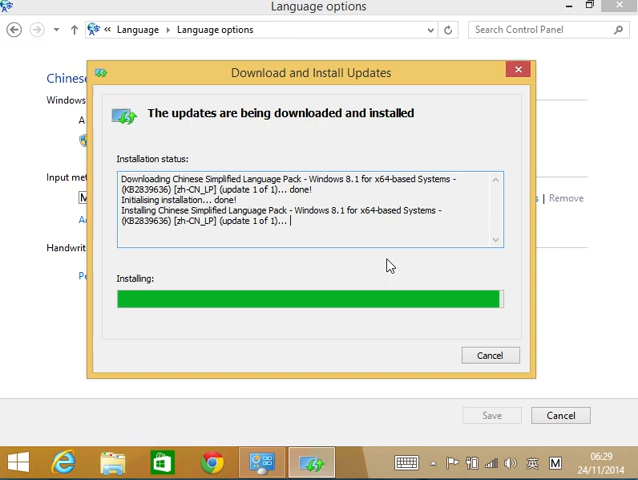 Language options
Language
Language options
Search Control Panel
Chinese
Windows
A
Download and Install Updates
The updates are being downloaded and installed
Installation status:
Downloading Chinese Simplified Language Pack - Windows 8.1 for x64-based Systems -
(KB2839636) [zh-CN_LP] (update 1 of 1)... done!
Initialising installation... done!
Installing Chinese Simplified Language Pack - Windows 8.1 for x64-based Systems -
(KB2839636) [zh-CN_LP] (update 1 of 1)...
Input met
Remove
Handwrit
Installing:
Cancel
Save
Cancel
英
M
06:29
24/11/2014